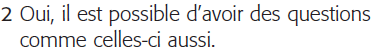 2 Oui, il est possible d’avoir des questions
comme celles-ci aussi.